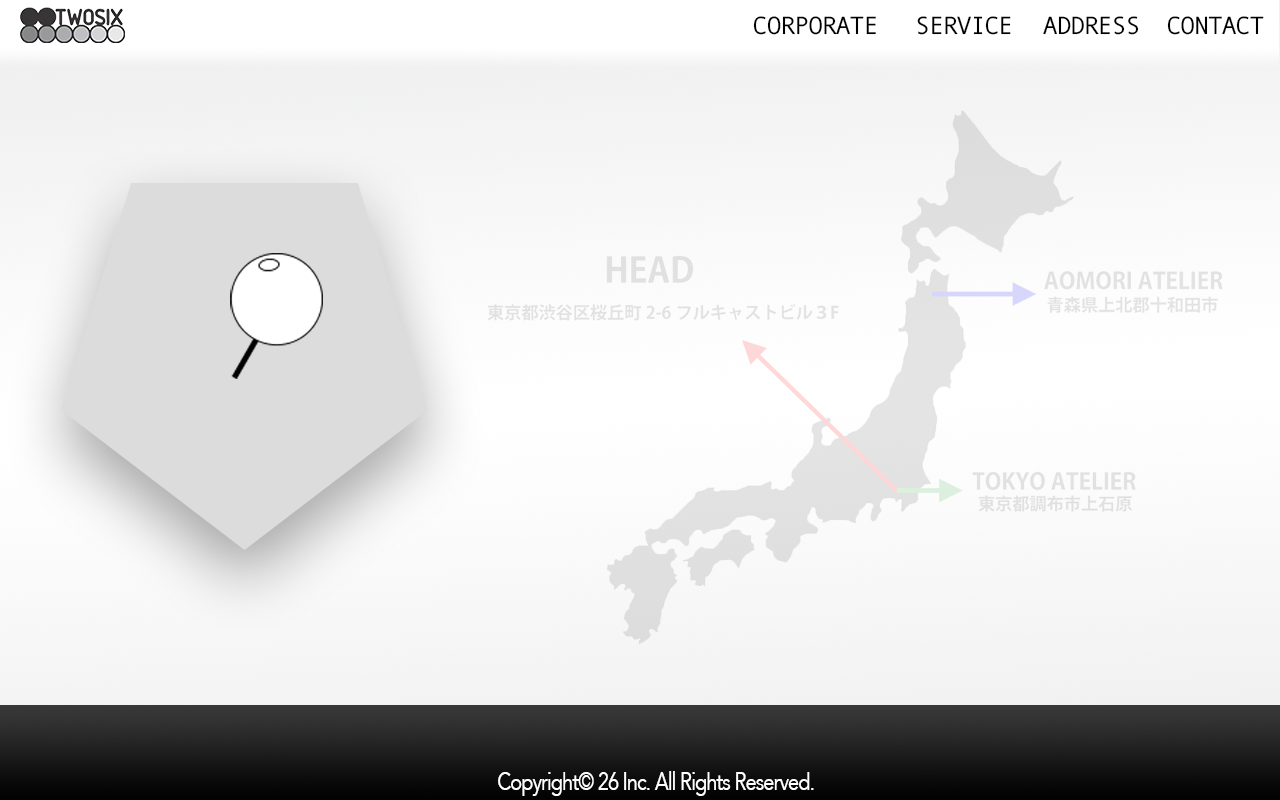 TWOSIX
CORPORATE SERVICE ADDRESS CONTACT
HEAD
東京都渋谷区桜丘町 2-6 フルキャストビル３F
AOMORI ATELIER
青森県上北郡十和田市
TOKYO ATELIER
東京都調布市上石原
Copyright© 26 Inc. All Rights Reserved.